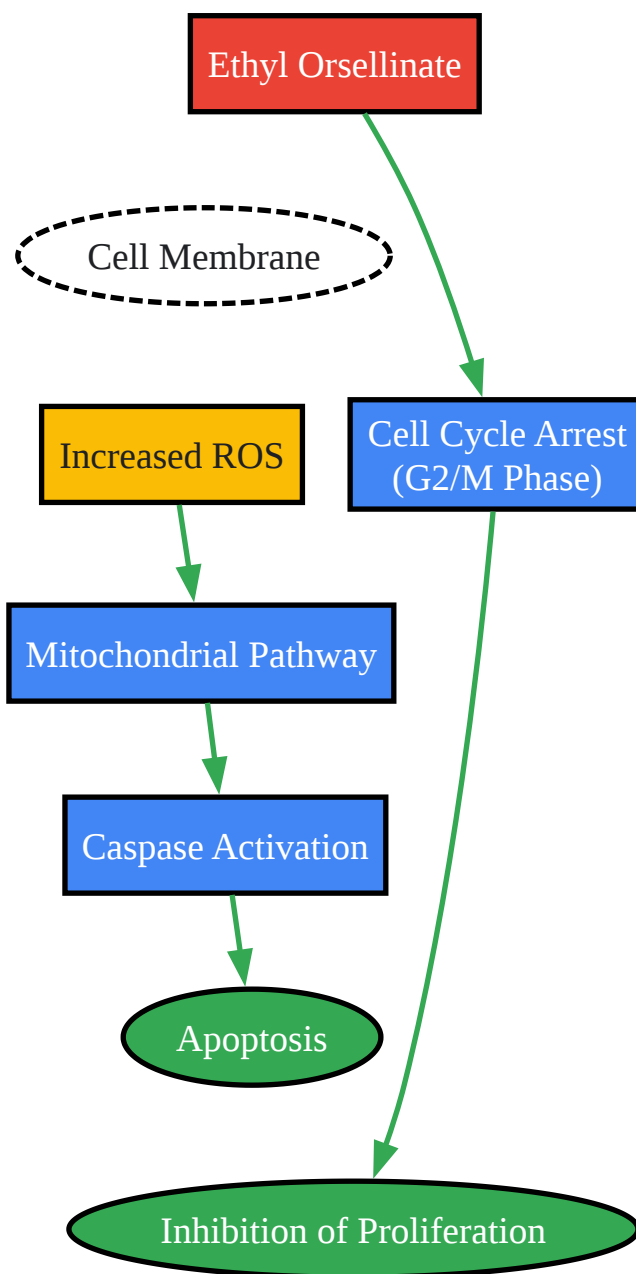 Ethyl Orsellinate
Cell Membrane
Increased ROS
Cell Cycle Arrest
(G2/M Phase)
Mitochondrial Pathway
Caspase Activation
Apoptosis
Inhibition of Proliferation